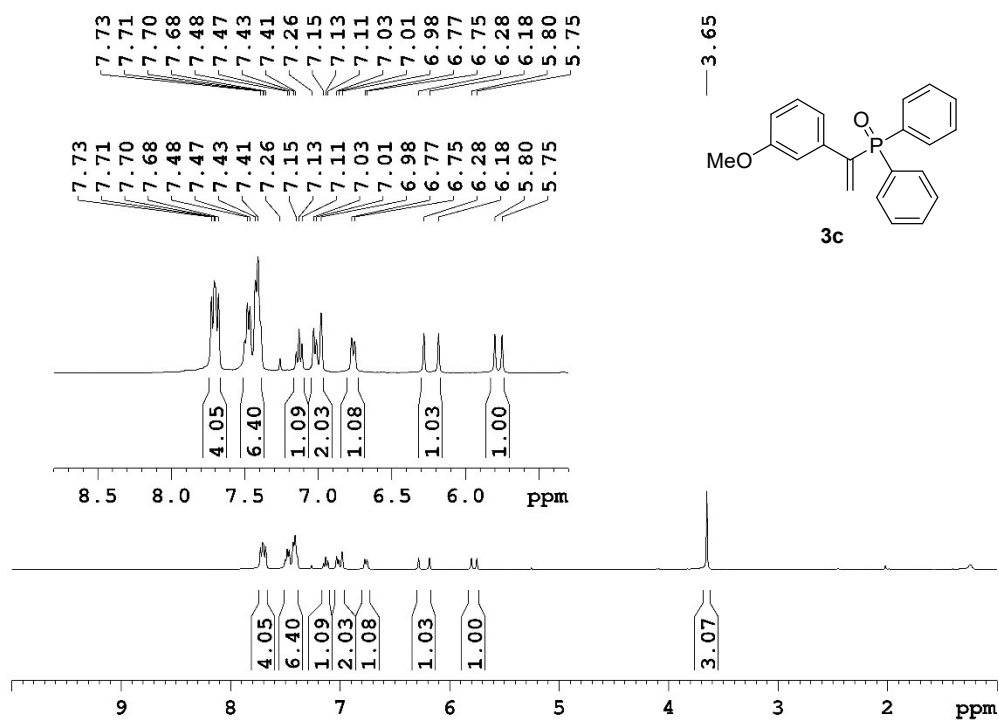 7.73 7.71 7.70 7.68 7.48 7.47 7.43 7.41 7.26 7.15 7.13 7.11 7.03 7.01 6.98 6.77 6.75 6.28 6.18 5.80 5.75
3.65
7.73 7.71 7.70 7.68 7.48 7.47 7.43 7.41 7.26 7.15 7.13 7.11 7.03 7.01 6.98 6.77 6.75 6.28 6.18 5.80 5.75
O
P
MeO
3c
4.05 6.40 1.09 2.03 1.08 1.03 1.00
8.5 8.0 7.5 7.0 6.5 6.0 ppm
4.05 6.40 1.09 2.03 1.08 1.03 1.00 3.07
9 8 7 6 5 4 3 2 ppm